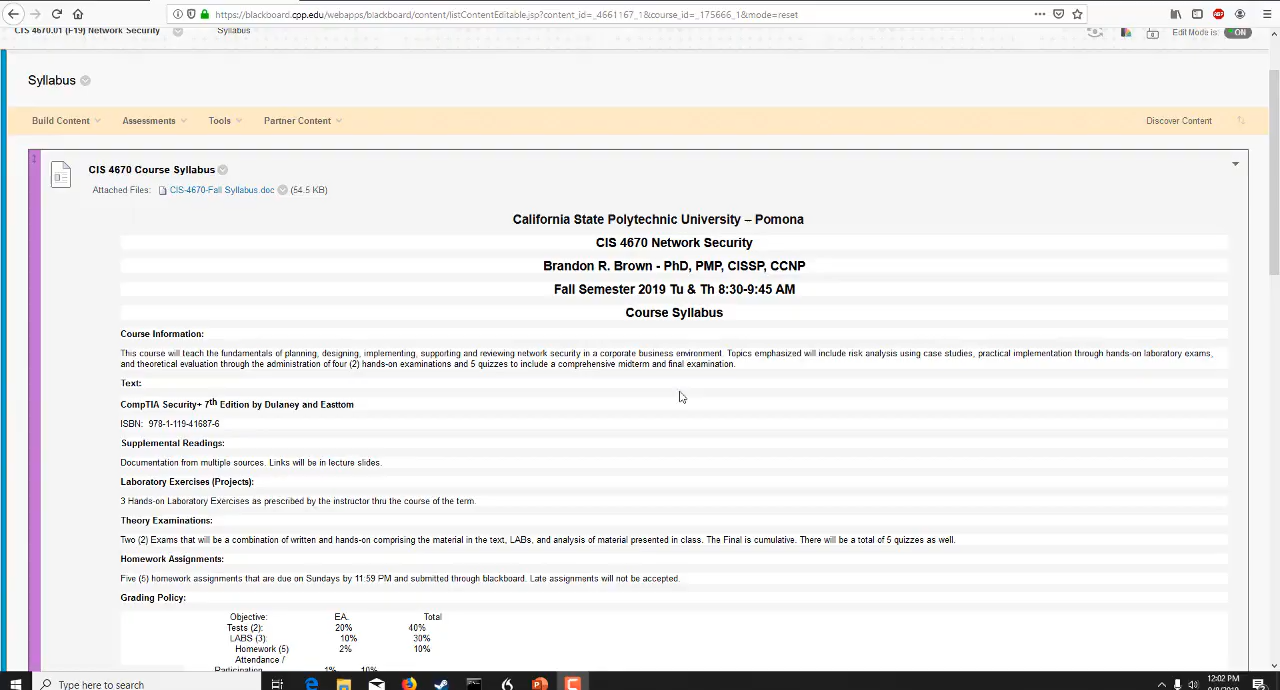 https://blackboard.cpp.edu/webapps/blackboard/content/listContentEditable.jsp?content_id=_4661167_1&course_id=_175666_1&mode=reset
CIS 4670.01 (F19) Network Security Syllabus Edit Mode is: ON
Syllabus
Build Content Assessments Tools Partner Content Discover Content
CIS 4670 Course Syllabus
Attached Files: CIS-4670-Fall Syllabus.doc (54.5 KB)
California State Polytechnic University – Pomona
CIS 4670 Network Security
Brandon R. Brown - PhD, PMP, CISSP, CCNP
Fall Semester 2019 Tu & Th 8:30-9:45 AM
Course Syllabus
Course Information:
This course will teach the fundamentals of planning, designing, implementing, supporting and reviewing network security in a corporate business environment. Topics emphasized will include risk analysis using case studies, practical implementation through hands-on laboratory exams,
and theoretical evaluation through the administration of four (2) hands-on examinations and 5 quizzes to include a comprehensive midterm and final examination.
Text:
CompTIA Security+ 7th Edition by Dulaney and Easttom
ISBN: 978-1-119-41687-6
Supplemental Readings:
Documentation from multiple sources. Links will be in lecture slides.
Laboratory Exercises (Projects):
3 Hands-on Laboratory Exercises as prescribed by the instructor thru the course of the term.
Theory Examinations:
Two (2) Exams that will be a combination of written and hands-on comprising the material in the text, LABs, and analysis of material presented in class. The Final is cumulative. There will be a total of 5 quizzes as well.
Homework Assignments:
Five (5) homework assignments that are due on Sundays by 11:59 PM and submitted through blackboard. Late assignments will not be accepted.
Grading Policy:
Objective: EA. Total
Tests (2): 20% 40%
LABS (3): 10% 30%
Homework (5) 2% 10%
Attendance /
Participation 1% 10%
Type here to search
12:02 PM